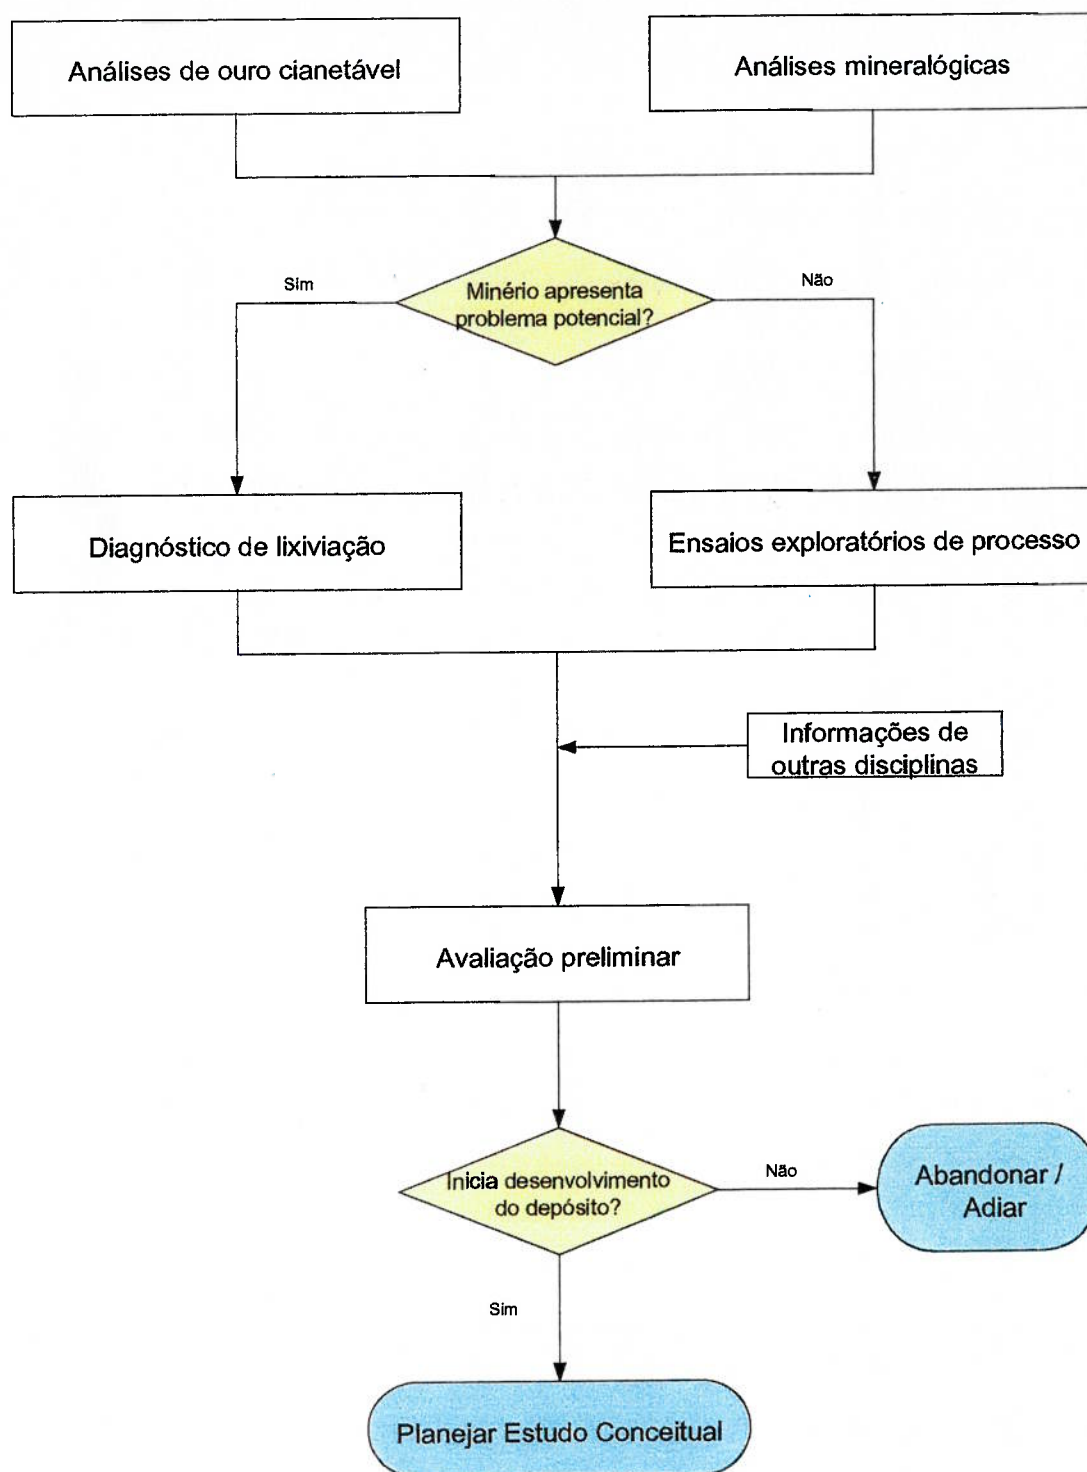 Análises de ouro cianetável
Análises mineralógicas
Sim
Minério apresenta
problema potencial?
Não
Diagnóstico de lixiviação
Ensaios exploratórios de processo
Informações de
outras disciplinas
Avaliação preliminar
Inicia desenvolvimento
do depósito?
Não
Abandonar /
Adiar
Sim
Planejar Estudo Conceitual